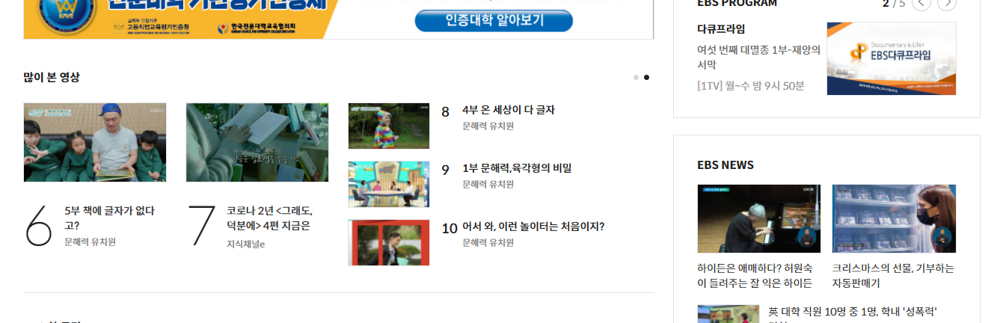 교육부 인정기관
고등직업교육평가인증원
한국전문대학교육협의회
KAVE
인증대학 알아보기
많이 본 영상
6
5부 책에 글자가 없다
고?
문해력 유치원
7
코로나 2년 <그래도,
덕분에> 4편 지금은
지식채널e
8
4부 온 세상이 다 글자
문해력 유치원
9
1부 문해력,육각형의 비밀
문해력 유치원
10
어서 와, 이런 놀이터는 처음이지?
문해력 유치원
EBS PROGRAM
2 / 5
다큐프라임
여섯 번째 대멸종 1부-재앙의
서막
[1TV] 월~수 밤 9시 50분
Documentary is Life!
EBS다큐프라임
EBS NEWS
하이든은 애매하다? 허원숙
이 들려주는 잘 익은 하이든
크리스마스의 선물, 기부하는
자동판매기
英 대학 직원 10명 중 1명, 학내 '성폭력'